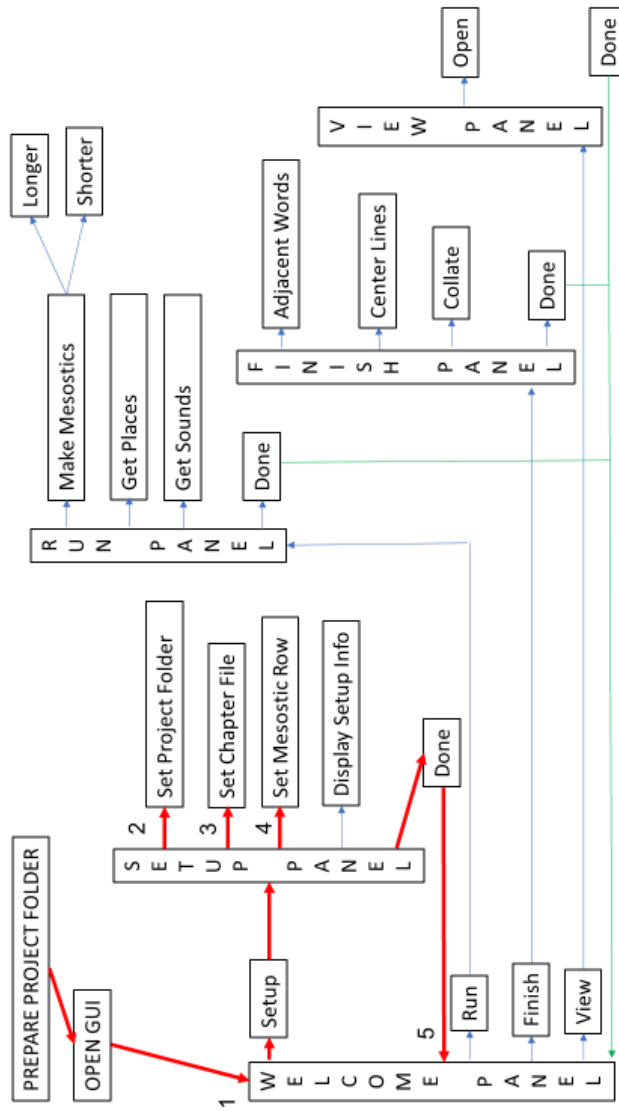 PREPARE PROJECT FOLDER
OPEN GUI
1
WELCOME PANEL
Setup
SETUP PANEL
2
Set Project Folder
3
Set Chapter File
4
Set Mesostic Row
Display Setup Info
Done
5
Run
RUN PANEL
Make Mesostics
Longer
Shorter
Get Places
Get Sounds
Done
Finish
FINISH PANEL
Adjacent Words
Center Lines
Collate
Done
View
VIEW PANEL
Open
Done